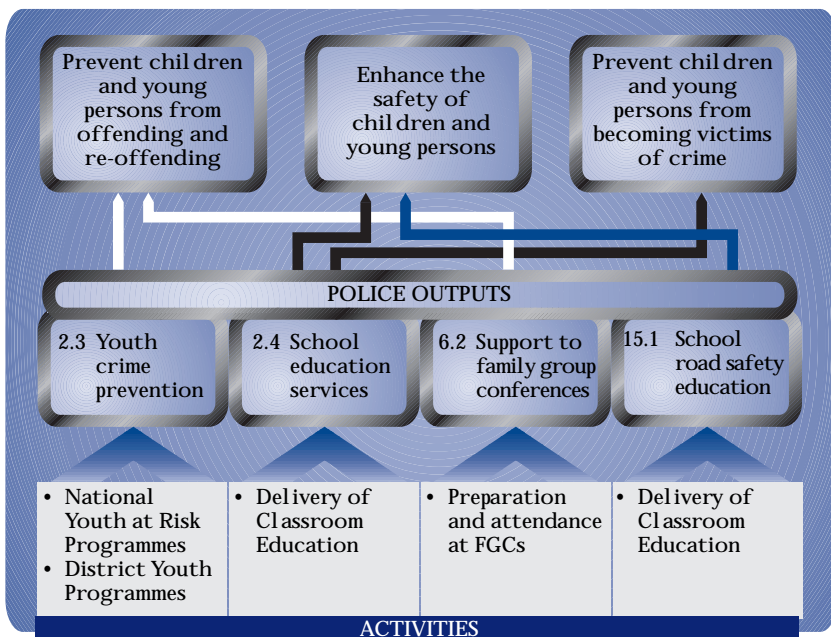 Prevent children
and young
persons from
offending and
re-offending
Enhance the
safety of
children and
young persons
Prevent children
and young
persons from
becoming victims
of crime
POLICE OUTPUTS
2.3 Youth
crime
prevention
2.4 School
education
services
6.2 Support to
family group
conferences
15.1 School
road safety
education
• National
Youth at Risk
Programmes
• District Youth
Programmes
• Delivery of
Classroom
Education
• Preparation
and attendance
at FGCs
• Delivery of
Classroom
Education
ACTIVITIES